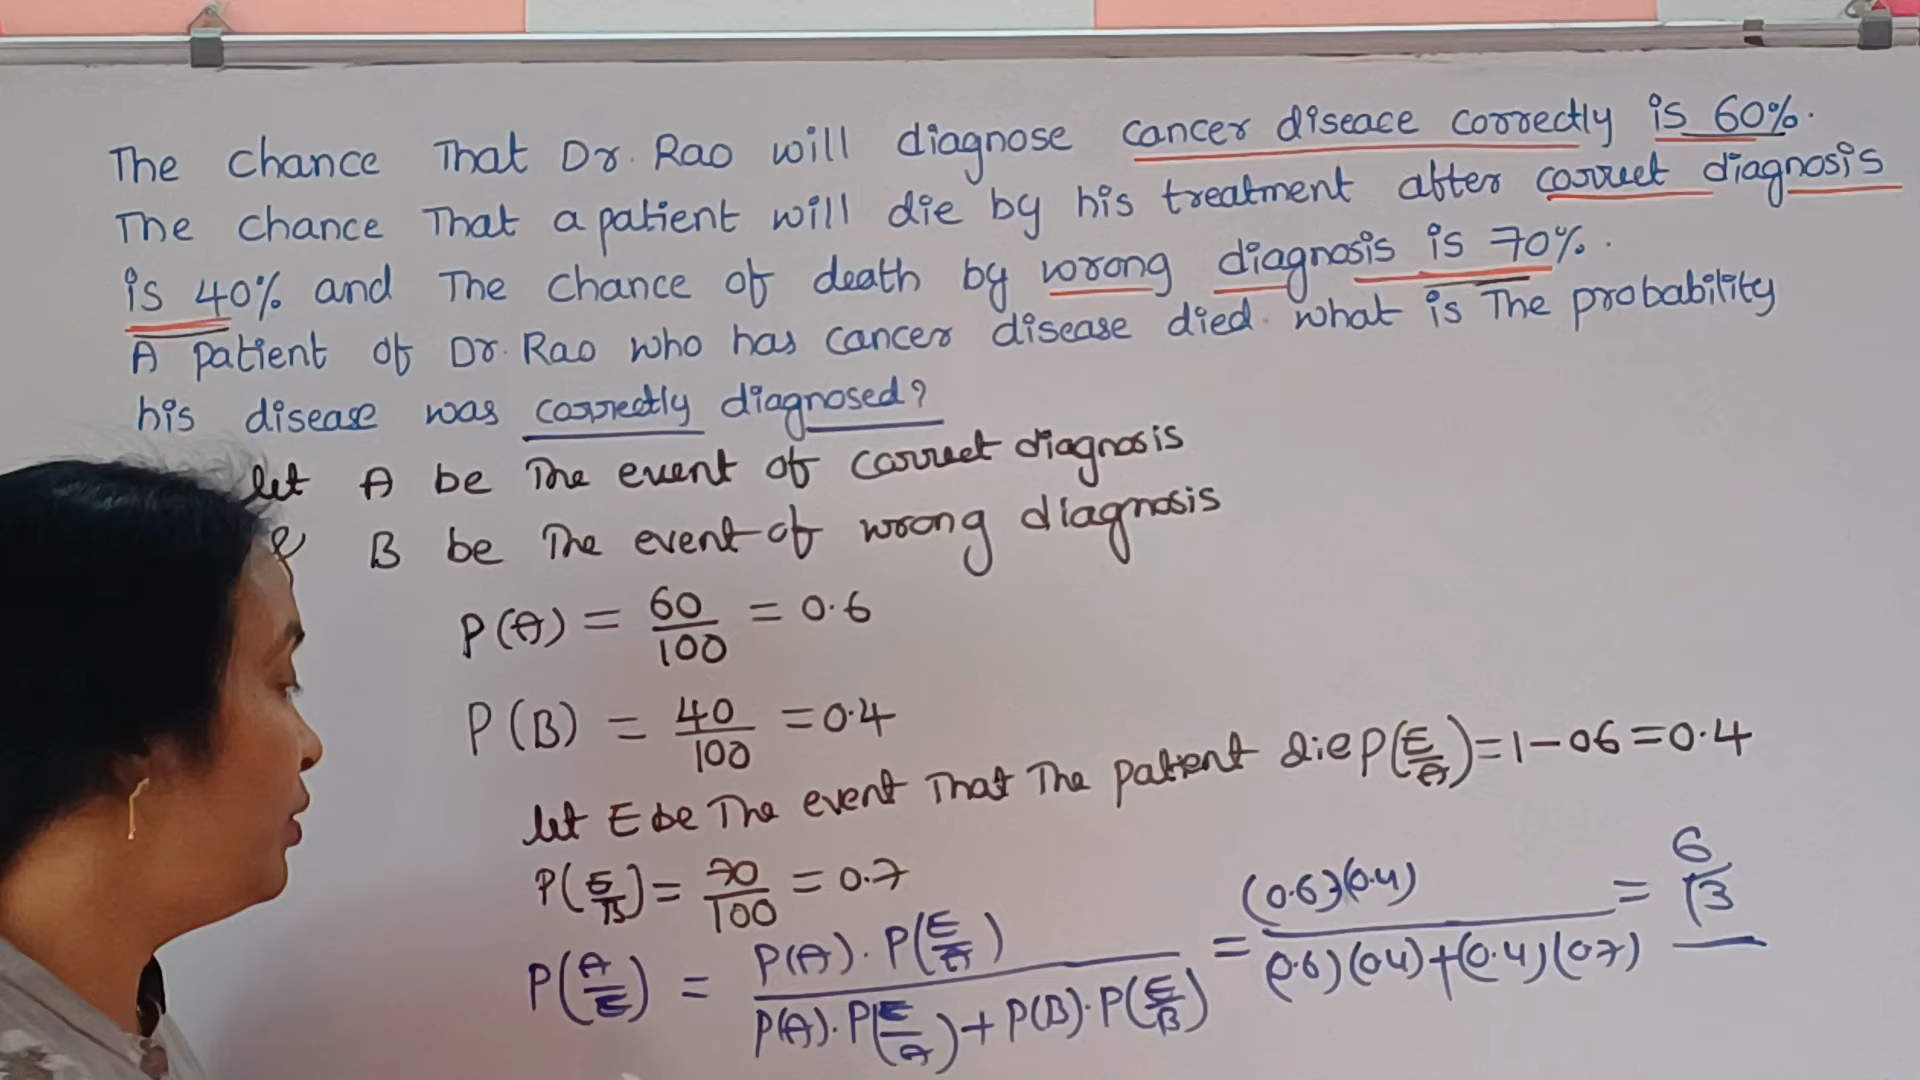 The chance That Dr. Rao will diagnose cancer diseace correctly is 60%.
The chance That a patient will die by his treatment after correct diagnosis
is 40% and The chance of death by wrong diagnosis is 70%.
A patient of Dr. Rao who has cancer disease died. what is The probability
his disease was correctly diagnosed?
let A be The event of correct diagnosis
& B be The event of wrong diagnosis
P(A) = 60/100 = 0.6
P(B) = 40/100 = 0.4
let E be The event That The patient die P(E/A) = 1 - 06 = 0.4
P(E/B) = 70/100 = 0.7
P(A/E) = P(A).P(E/A) / P(A).P(E/A) + P(B).P(E/B) = (0.6)(0.4) / (0.6)(0.4) + (0.4)(0.7) = 6/13